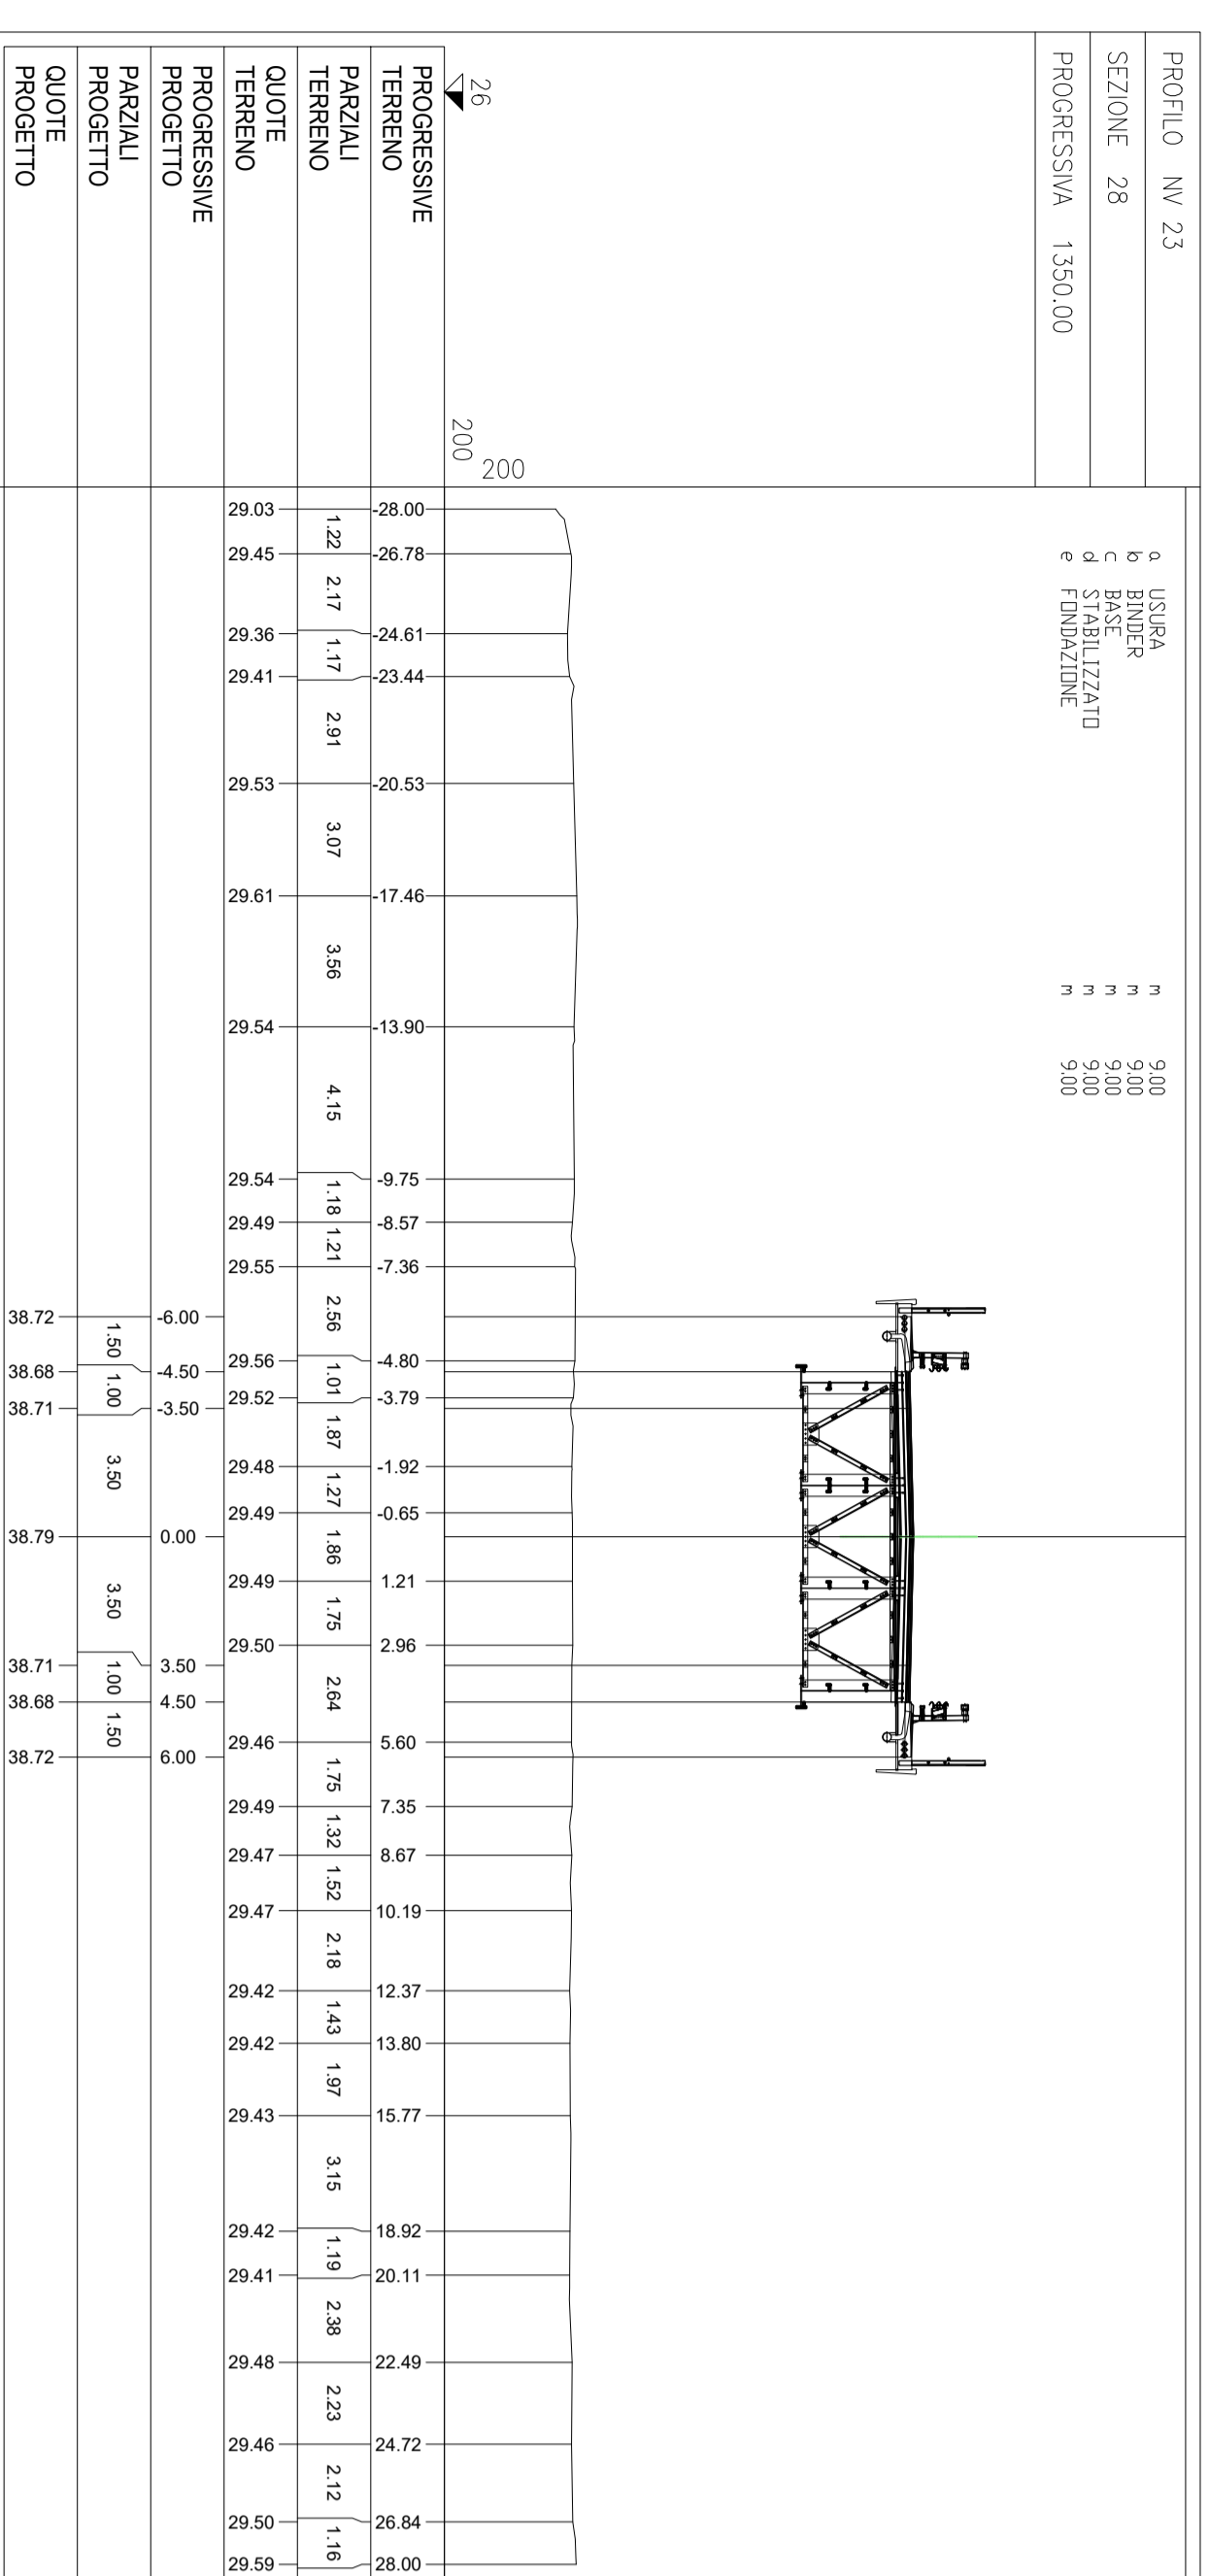 PROFILO NV 23
SEZIONE 28
PROGRESSIVA 1350.00
a USURA m 9.00
b BINDER m 9.00
c BASE m 9.00
d STABILIZZATO m 9.00
e FONDAZIONE m 9.00
26
200
200
PROGRESSIVE
TERRENO
-28.00 -26.78 -24.61 -23.44 -20.53 -17.46 -13.90 -9.75 -8.57 -7.36 -4.80 -3.79 -1.92 -0.65 1.21 2.96 5.60 7.35 8.67 10.19 12.37 13.80 15.77 18.92 20.11 22.49 24.72 26.84 28.00
PARZIALI
TERRENO
1.22 2.17 1.17 2.91 3.07 3.56 4.15 1.18 1.21 2.56 1.01 1.87 1.27 1.86 1.75 2.64 1.75 1.32 1.52 2.18 1.43 1.97 3.15 1.19 2.38 2.23 2.12 1.16
QUOTE
TERRENO
29.03 29.45 29.36 29.41 29.53 29.61 29.54 29.54 29.49 29.55 29.56 29.52 29.48 29.49 29.49 29.50 29.46 29.49 29.47 29.47 29.42 29.42 29.43 29.42 29.41 29.48 29.46 29.50 29.59
PROGRESSIVE
PROGETTO
-6.00 -4.50 -3.50 0.00 3.50 4.50 6.00
PARZIALI
PROGETTO
1.50 1.00 3.50 3.50 1.00 1.50
QUOTE
PROGETTO
38.72 38.68 38.71 38.79 38.71 38.68 38.72